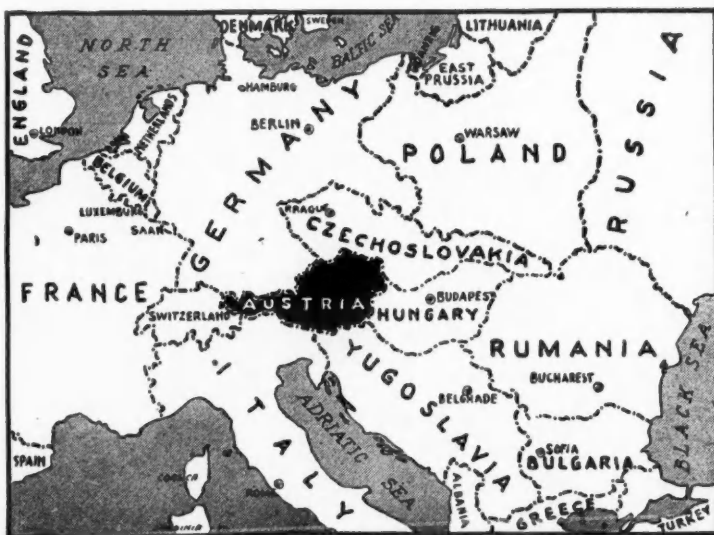 DENMARK
SWEDEN
LITHUANIA
NORTH
SEA
BALTIC SEA
EAST
PRUSSIA
ENGLAND
HAMBURG
NETHERLANDS
BERLIN
LONDON
WARSAW
POLAND
RUSSIA
GERMANY
BELGIUM
LUXEMBURG
SAAR
PARIS
PRAGUE
CZECHOSLOVAKIA
FRANCE
AUSTRIA
BUDAPEST
HUNGARY
SWITZERLAND
RUMANIA
YUGOSLAVIA
BUCHAREST
BELGRADE
BLACK SEA
ITALY
ADRIATIC
SEA
SPAIN
SOFIA
BULGARIA
CORSICA
ROME
ALBANIA
GREECE
TURKEY